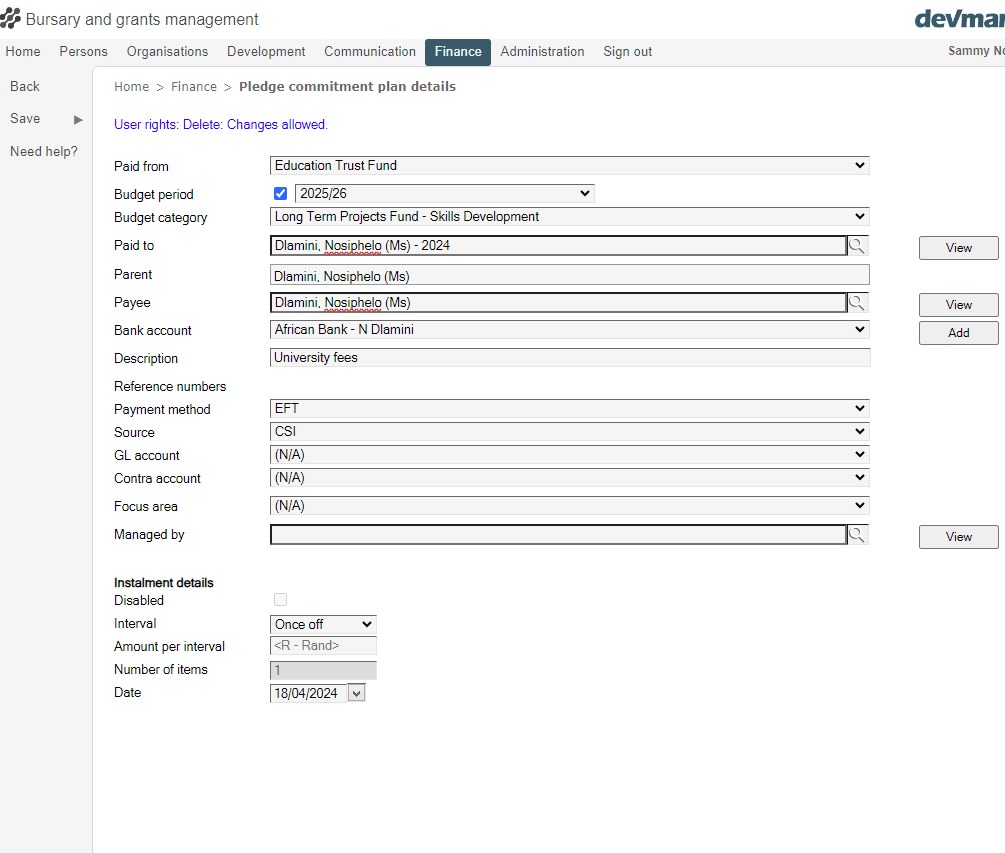 Bursary and grants management
devman
Home Persons Organisations Development Communication Finance Administration Sign out Sammy
Back
Save
Need help?
Home > Finance > Pledge commitment plan details
User rights: Delete: Changes allowed.
Paid from Education Trust Fund
Budget period 2025/26
Budget category Long Term Projects Fund - Skills Development
Paid to Dlamini, Nosiphelo (Ms) - 2024 View
Parent Dlamini, Nosiphelo (Ms)
Payee Dlamini, Nosiphelo (Ms) View
Bank account African Bank - N Dlamini Add
Description University fees
Reference numbers
Payment method EFT
Source CSI
GL account (N/A)
Contra account (N/A)
Focus area (N/A)
Managed by View
Instalment details
Disabled
Interval Once off
Amount per interval <R - Rand>
Number of items 1
Date 18/04/2024